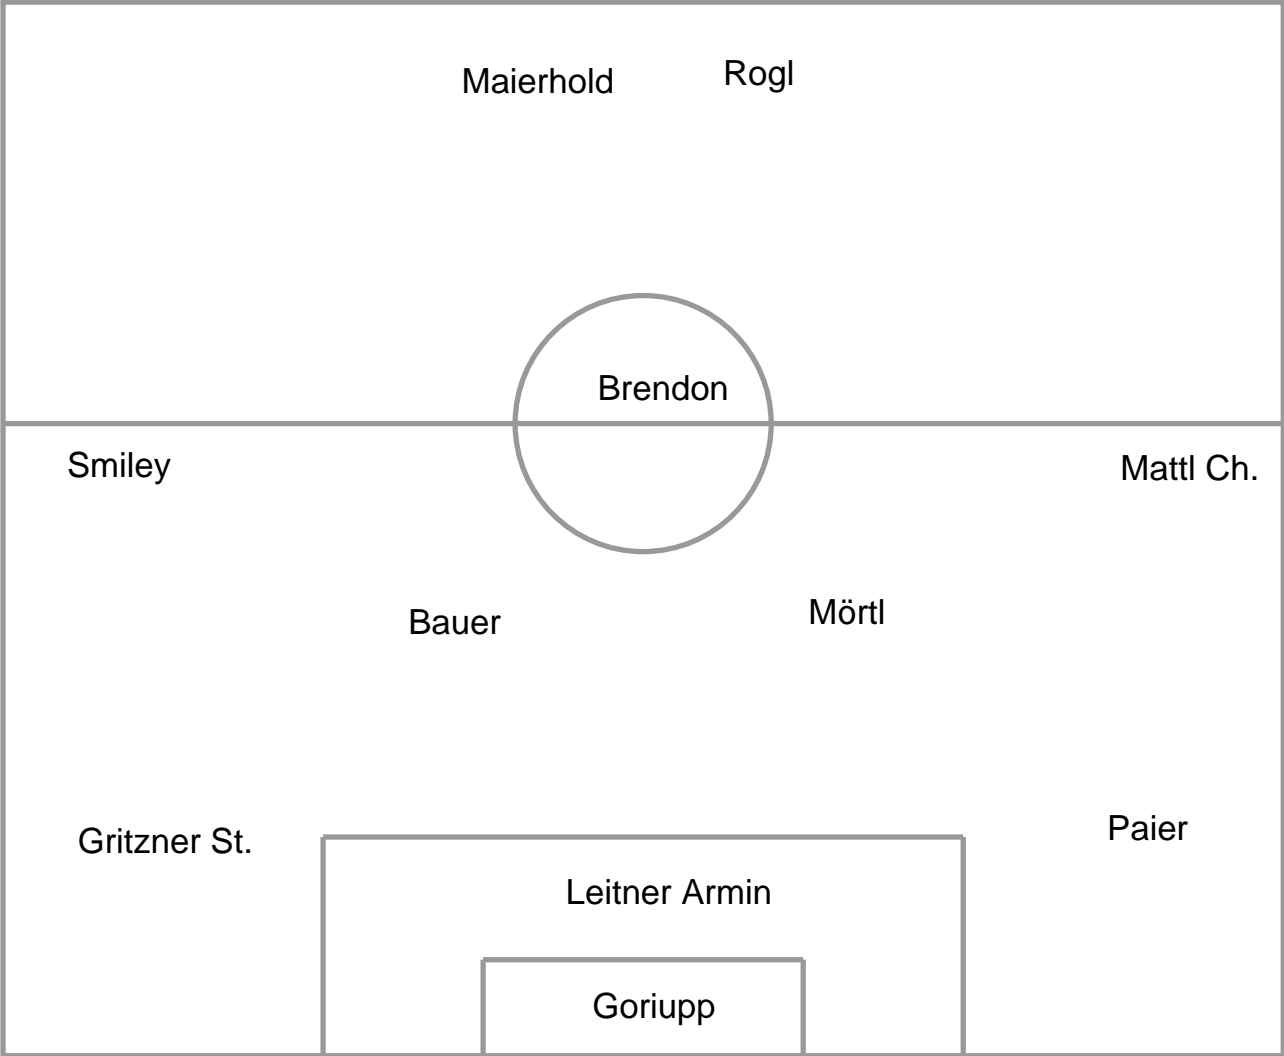 Maierhold
Rogl
Brendon
Smiley
Mattl Ch.
Bauer
Mörtl
Gritzner St.
Paier
Leitner Armin
Goriupp